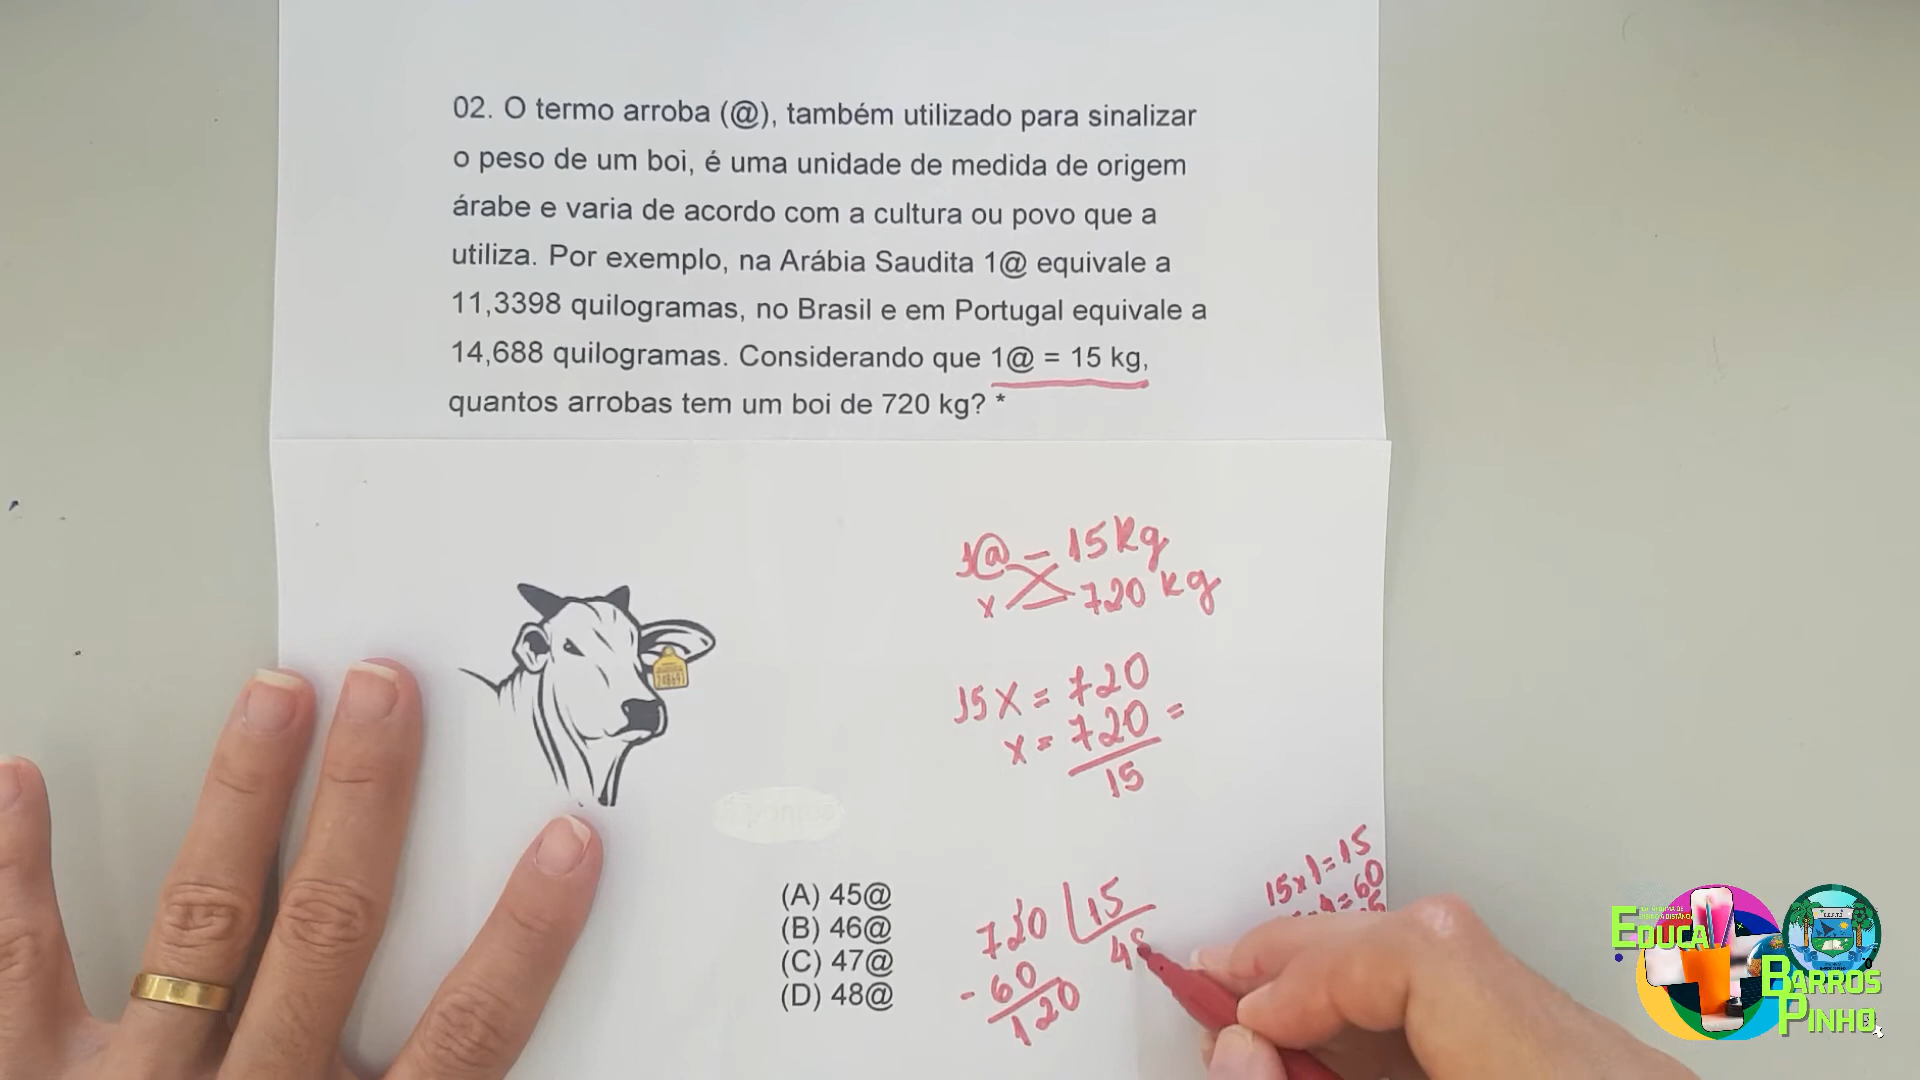 02. O termo arroba (@), também utilizado para sinalizar
o peso de um boi, é uma unidade de medida de origem
árabe e varia de acordo com a cultura ou povo que a
utiliza. Por exemplo, na Arábia Saudita 1@ equivale a
11,3398 quilogramas, no Brasil e em Portugal equivale a
14,688 quilogramas. Considerando que 1@ = 15 kg,
quantos arrobas tem um boi de 720 kg? *
1@ - 15 kg
x 720 kg
15x = 720
x = 720 =
15
(A) 45@
(B) 46@
(C) 47@
(D) 48@
720 15
48
- 60
120
15x1=15
=60
EDUCA
BARROS
PINHO